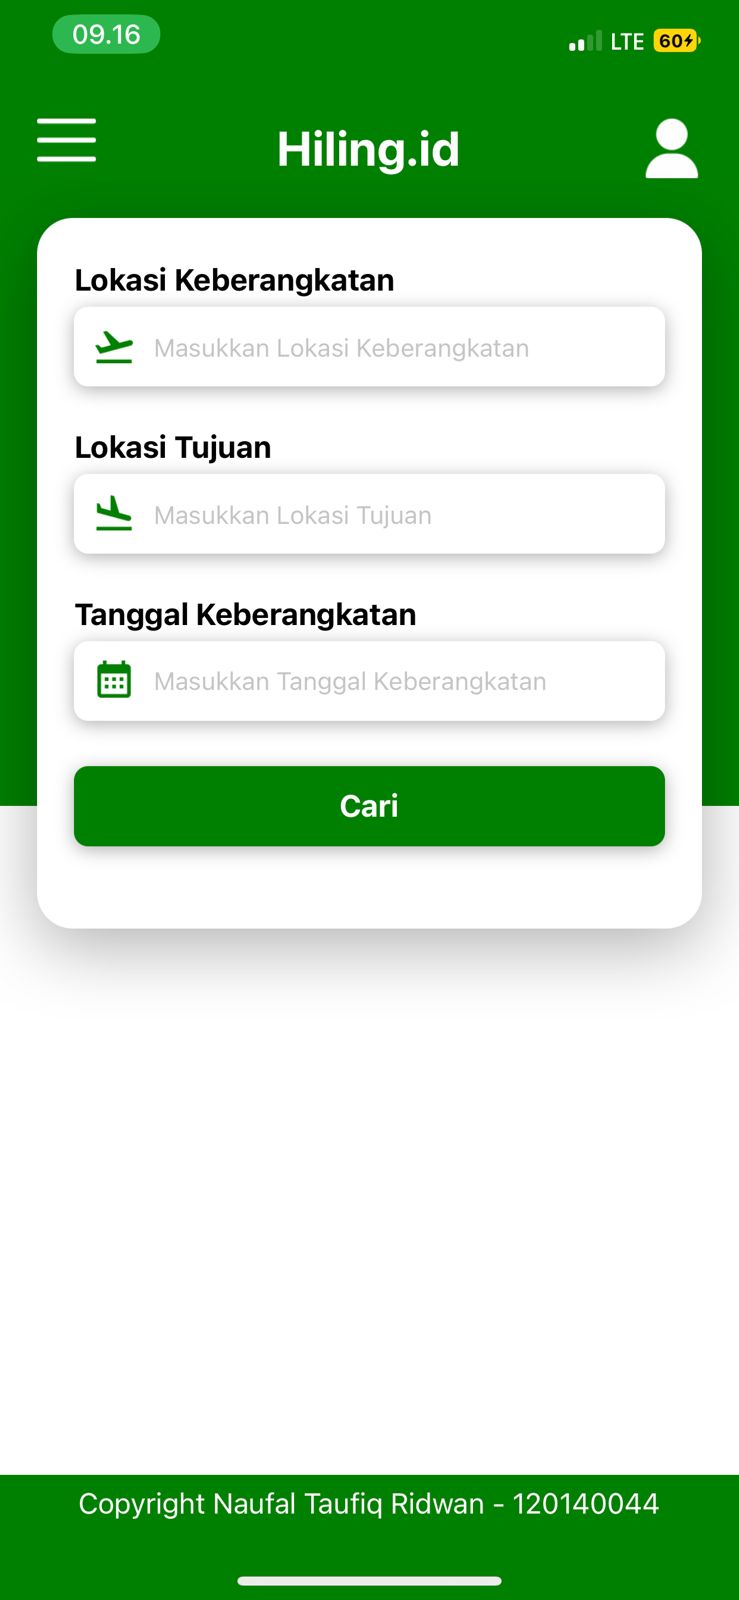 09.16
LTE 60
Hiling.id
Lokasi Keberangkatan
Masukkan Lokasi Keberangkatan
Lokasi Tujuan
Masukkan Lokasi Tujuan
Tanggal Keberangkatan
Masukkan Tanggal Keberangkatan
Cari
Copyright Naufal Taufiq Ridwan - 120140044